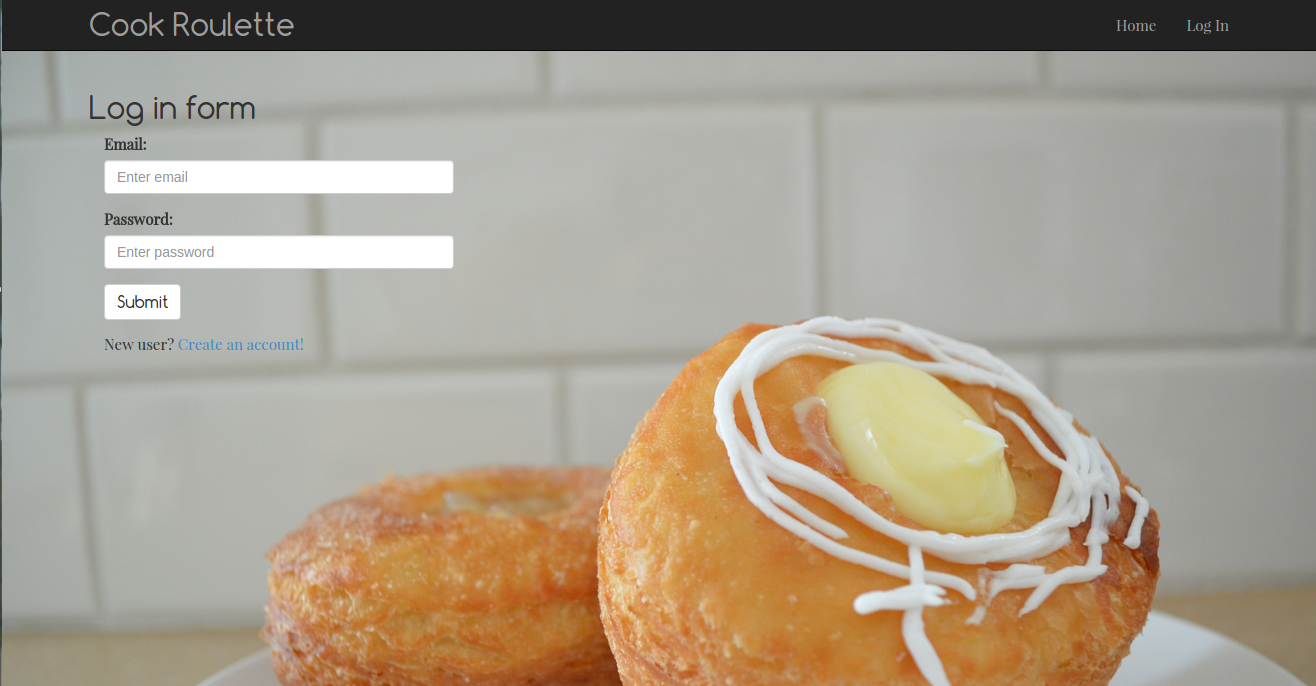 Cook Roulette
Home
Log In
Log in form
Email:
Enter email
Password:
Enter password
Submit
New user? Create an account!